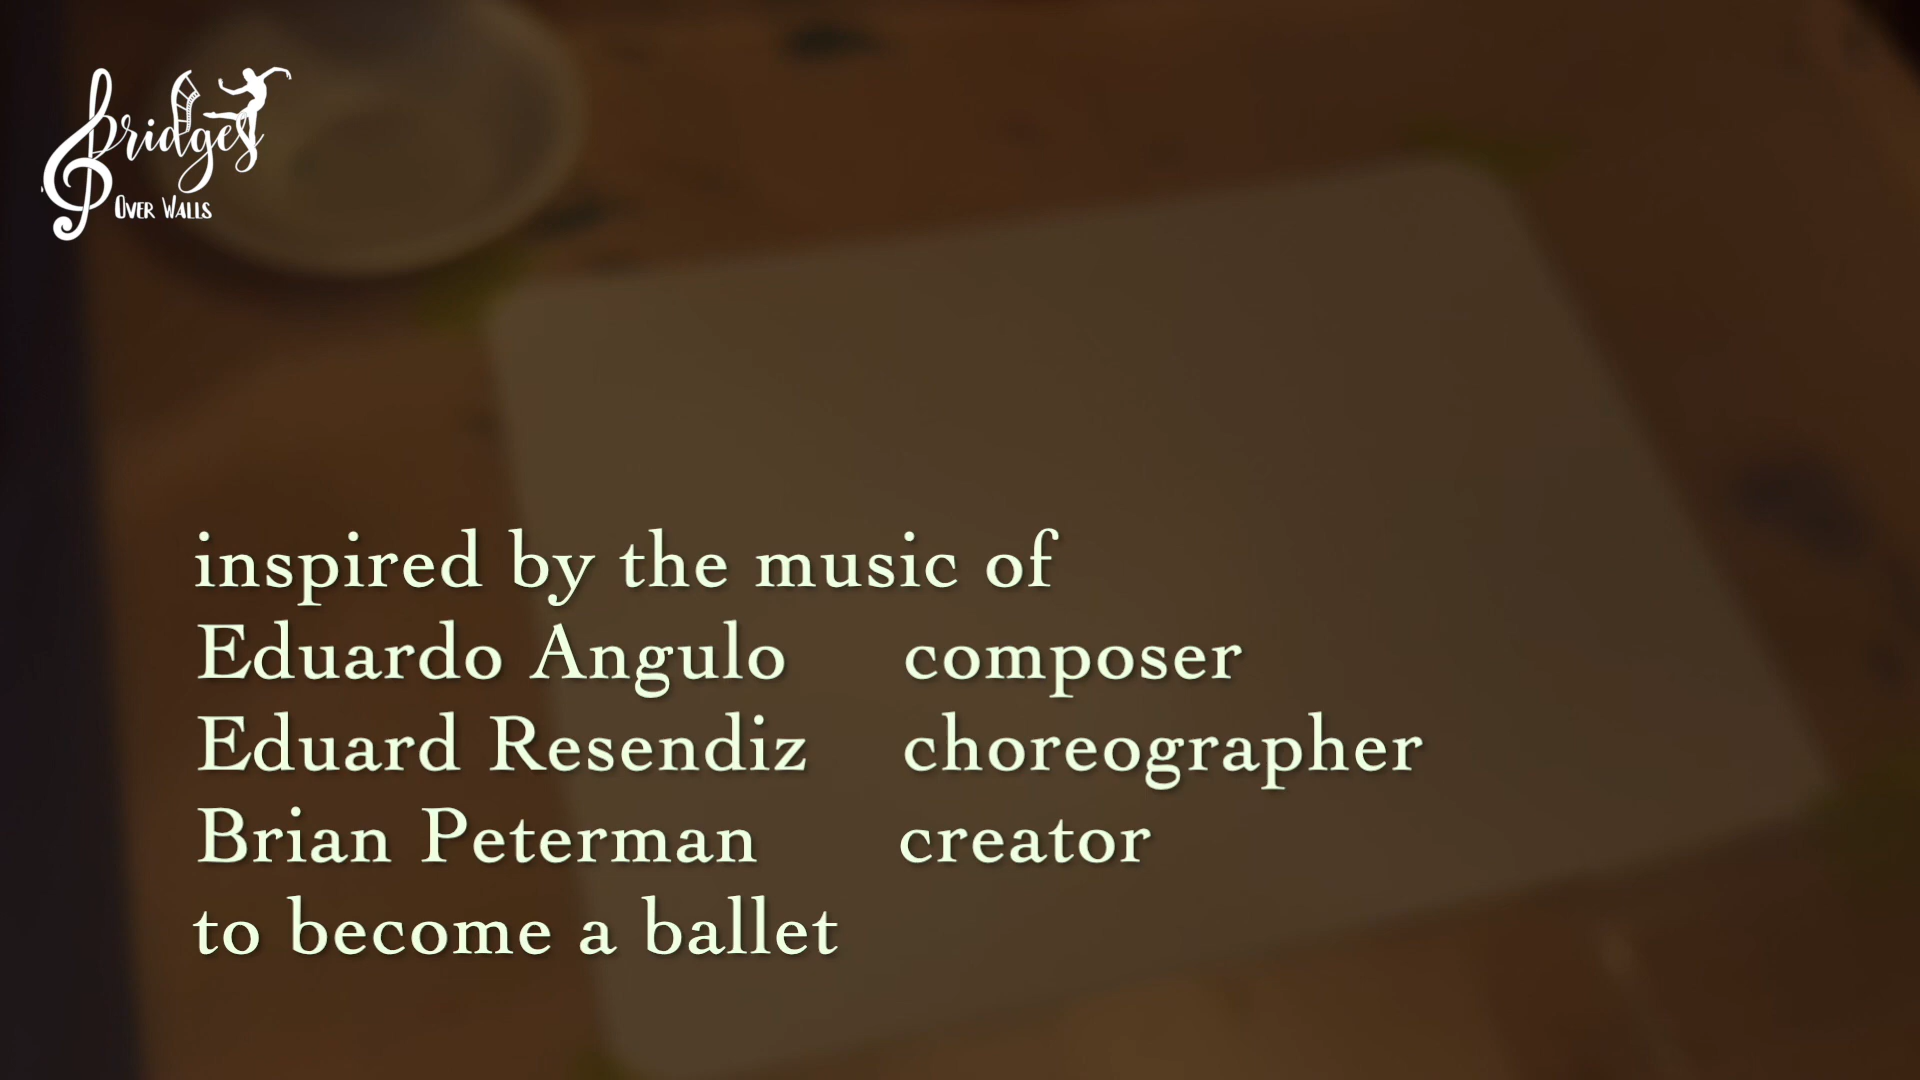 Bridges
Over Walls
inspired by the music of
Eduardo Angulo composer
Eduard Resendiz choreographer
Brian Peterman creator
to become a ballet